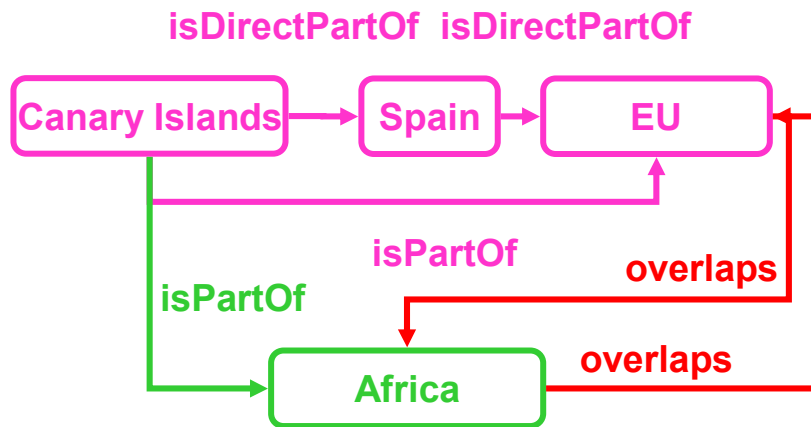 isDirectPartOf isDirectPartOf
Canary Islands Spain EU
isPartOf
overlaps
isPartOf
overlaps
Africa